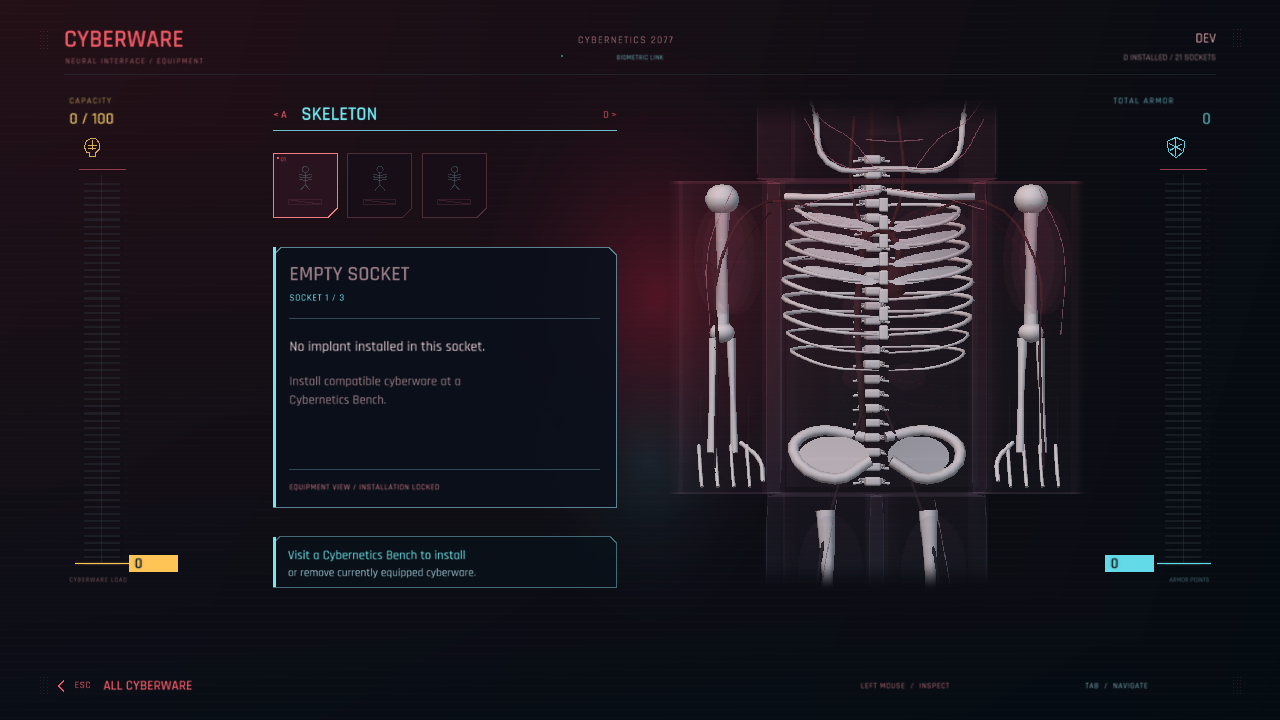 CYBERWARE
NEURAL INTERFACE / EQUIPMENT
CYBERNETICS 2077
BIOMETRIC LINK
DEV
0 INSTALLED / 21 SOCKETS
CAPACITY
0 / 100
TOTAL ARMOR
0
< A SKELETON D >
01
EMPTY SOCKET
SOCKET 1 / 3
No implant installed in this socket.
Install compatible cyberware at a
Cybernetics Bench.
EQUIPMENT VIEW / INSTALLATION LOCKED
Visit a Cybernetics Bench to install
or remove currently equipped cyberware.
0
CYBERWARE LOAD
0
ARMOR POINTS
ESC ALL CYBERWARE
LEFT MOUSE / INSPECT
TAB / NAVIGATE